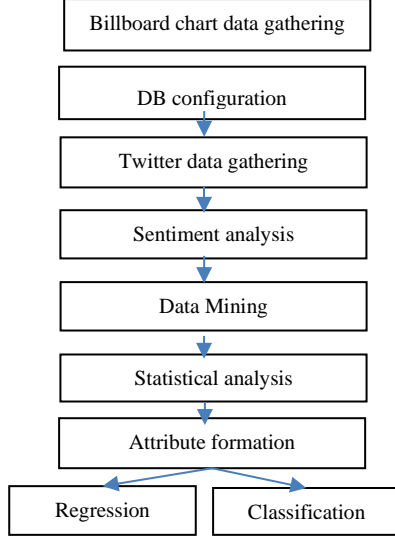 Billboard chart data gathering
DB configuration
Twitter data gathering
Sentiment analysis
Data Mining
Statistical analysis
Attribute formation
Regression
Classification